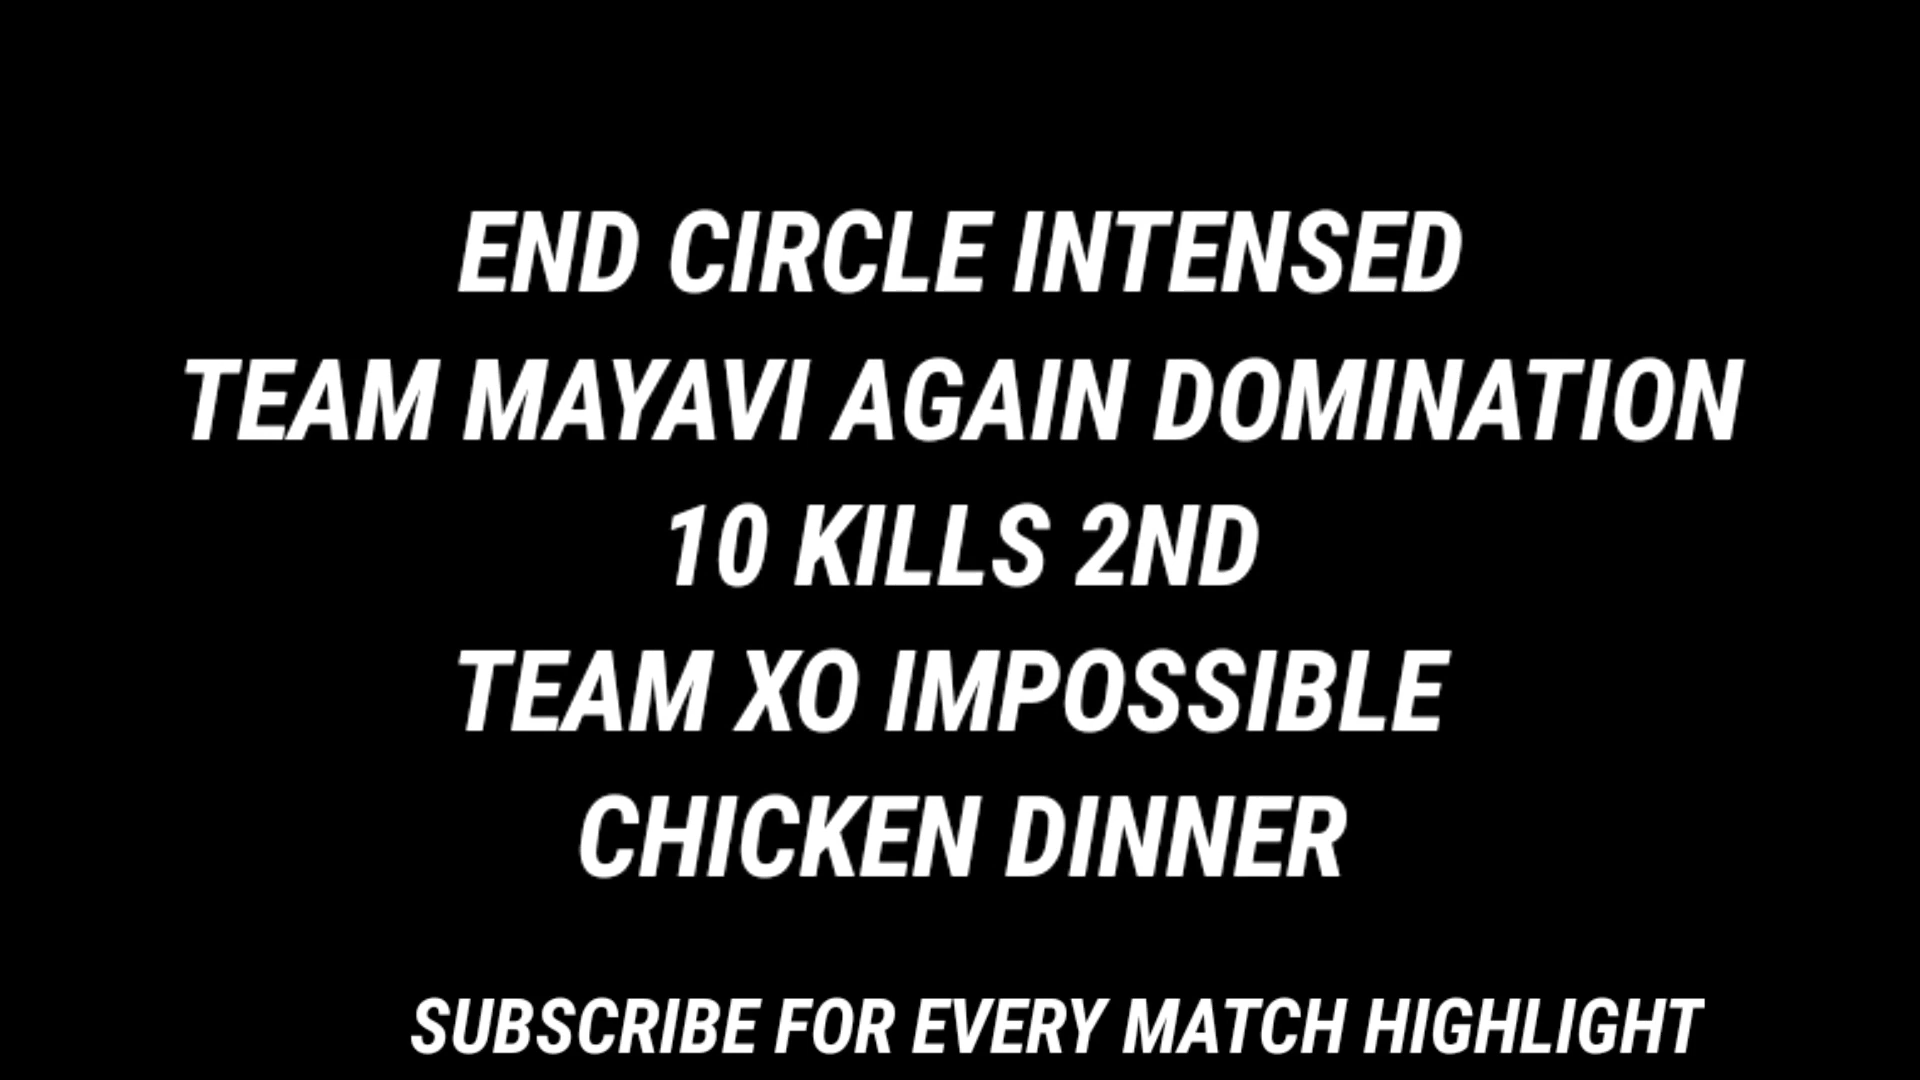 END CIRCLE INTENSED
TEAM MAYAVI AGAIN DOMINATION
10 KILLS 2ND
TEAM XO IMPOSSIBLE
CHICKEN DINNER
SUBSCRIBE FOR EVERY MATCH HIGHLIGHT